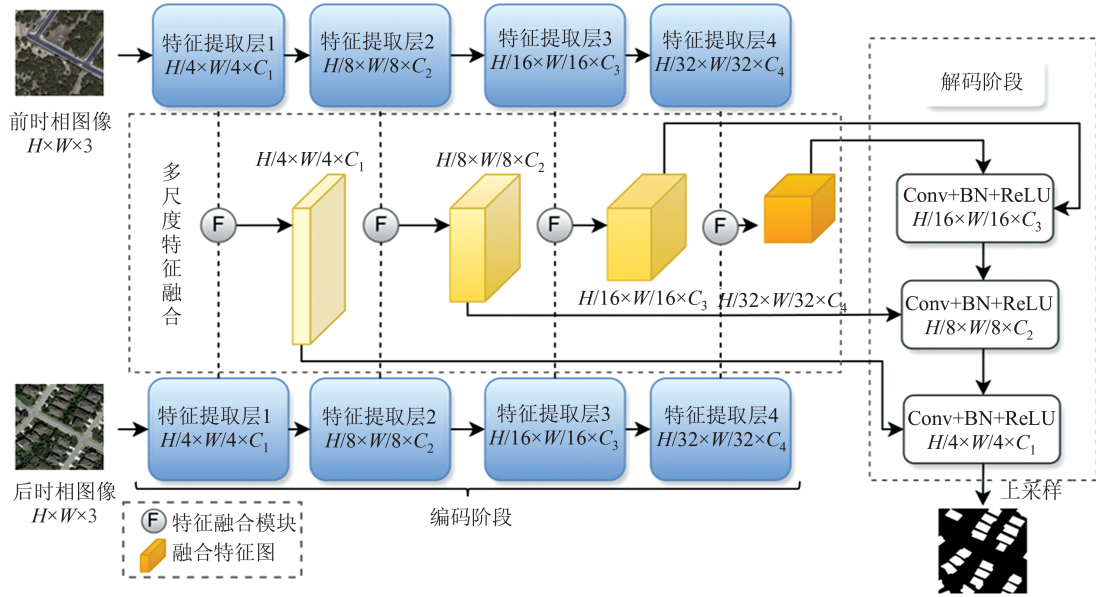 特征提取层1
H/4×W/4×C₁
特征提取层2
H/8×W/8×C₂
特征提取层3
H/16×W/16×C₃
特征提取层4
H/32×W/32×C₄
前时相图像
H×W×3
解码阶段
多尺度特征融合
H/4×W/4×C₁
H/8×W/8×C₂
F
F
F
F
H/16×W/16×C₃
H/32×W/32×C₄
Conv+BN+ReLU
H/16×W/16×C₃
Conv+BN+ReLU
H/8×W/8×C₂
Conv+BN+ReLU
H/4×W/4×C₁
上采样
特征提取层1
H/4×W/4×C₁
特征提取层2
H/8×W/8×C₂
特征提取层3
H/16×W/16×C₃
特征提取层4
H/32×W/32×C₄
后时相图像
H×W×3
编码阶段
F 特征融合模块
融合特征图